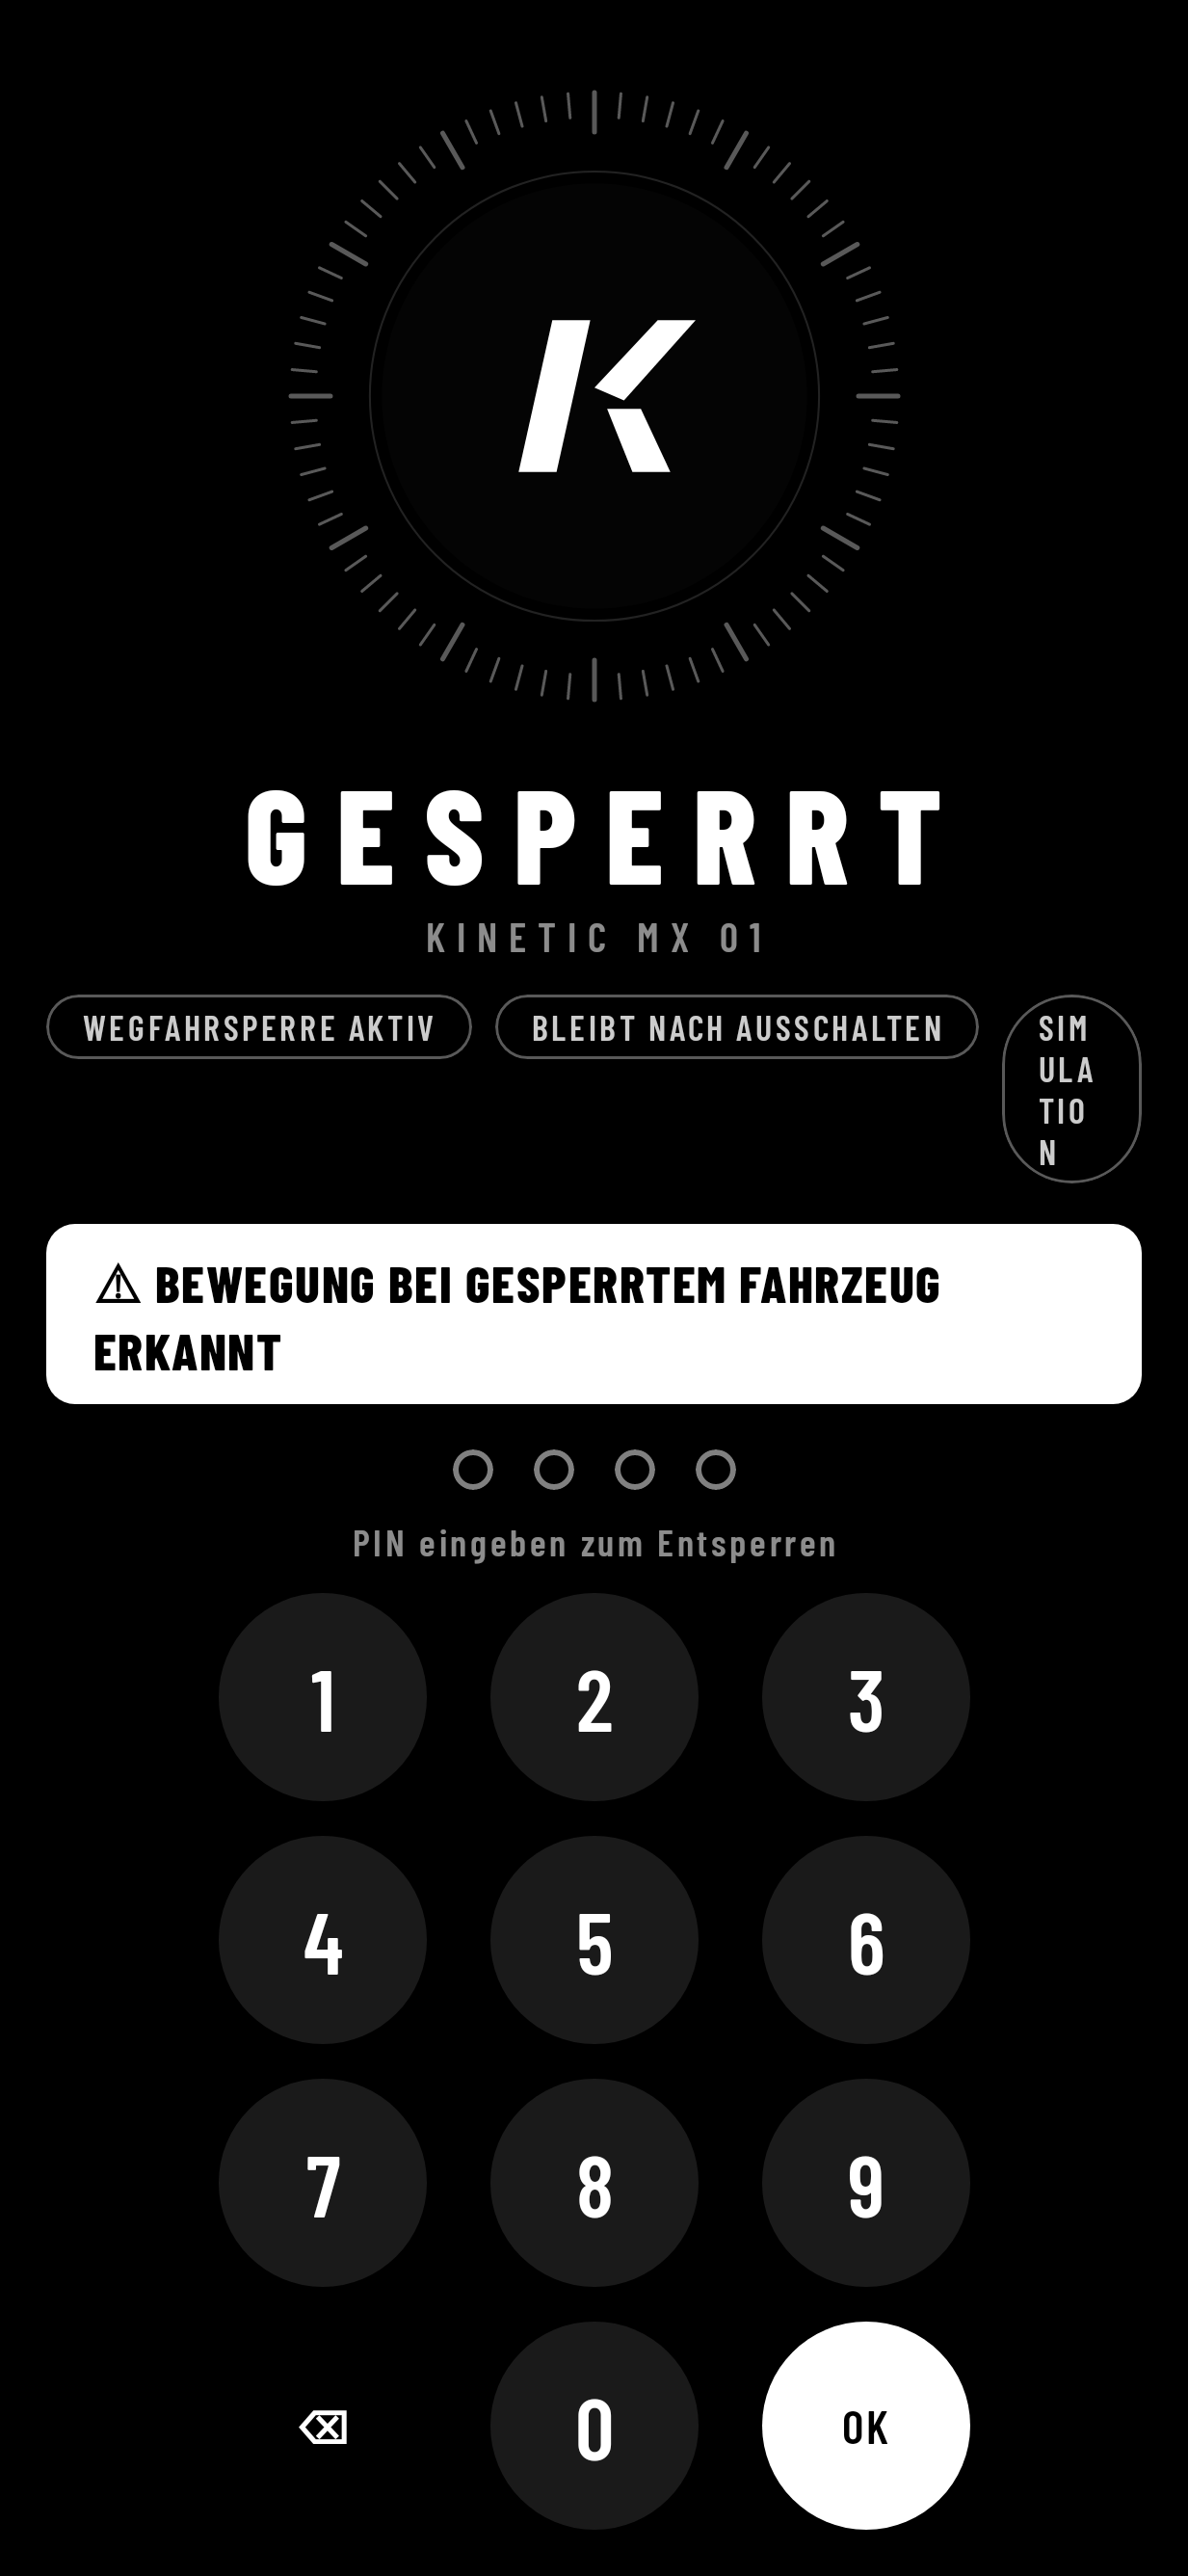 K
GESPERRT
KINETIC MX 01
WEGFAHRSPERRE AKTIV
BLEIBT NACH AUSSCHALTEN
SIM
ULA
TIO
N
⚠ BEWEGUNG BEI GESPERRTEM FAHRZEUG
ERKANNT
PIN eingeben zum Entsperren
1 2 3
4 5 6
7 8 9
⌫ 0 OK